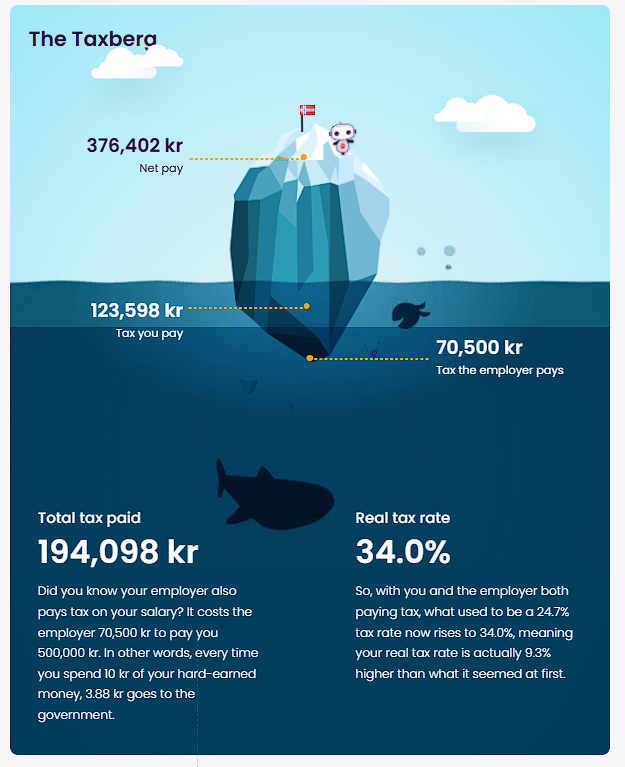 The Taxberg
376,402 kr
Net pay
123,598 kr
Tax you pay
70,500 kr
Tax the employer pays
Total tax paid
194,098 kr
Did you know your employer also
pays tax on your salary? It costs the
employer 70,500 kr to pay you
500,000 kr. In other words, every time
you spend 10 kr of your hard-earned
money, 3.88 kr goes to the
government.
Real tax rate
34.0%
So, with you and the employer both
paying tax, what used to be a 24.7%
tax rate now rises to 34.0%, meaning
your real tax rate is actually 9.3%
higher than what it seemed at first.